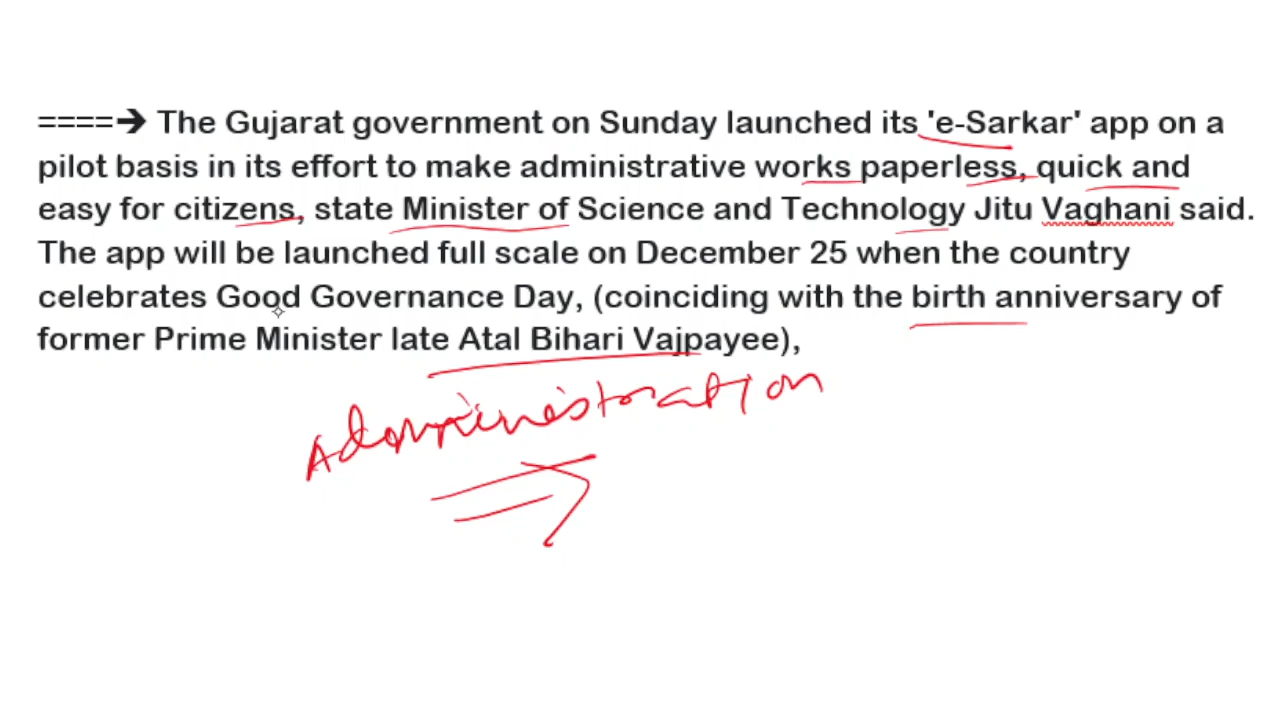 ====➔ The Gujarat government on Sunday launched its 'e-Sarkar' app on a
pilot basis in its effort to make administrative works paperless, quick and
easy for citizens, state Minister of Science and Technology Jitu Vaghani said.
The app will be launched full scale on December 25 when the country
celebrates Good Governance Day, (coinciding with the birth anniversary of
former Prime Minister late Atal Bihari Vajpayee),
Administration